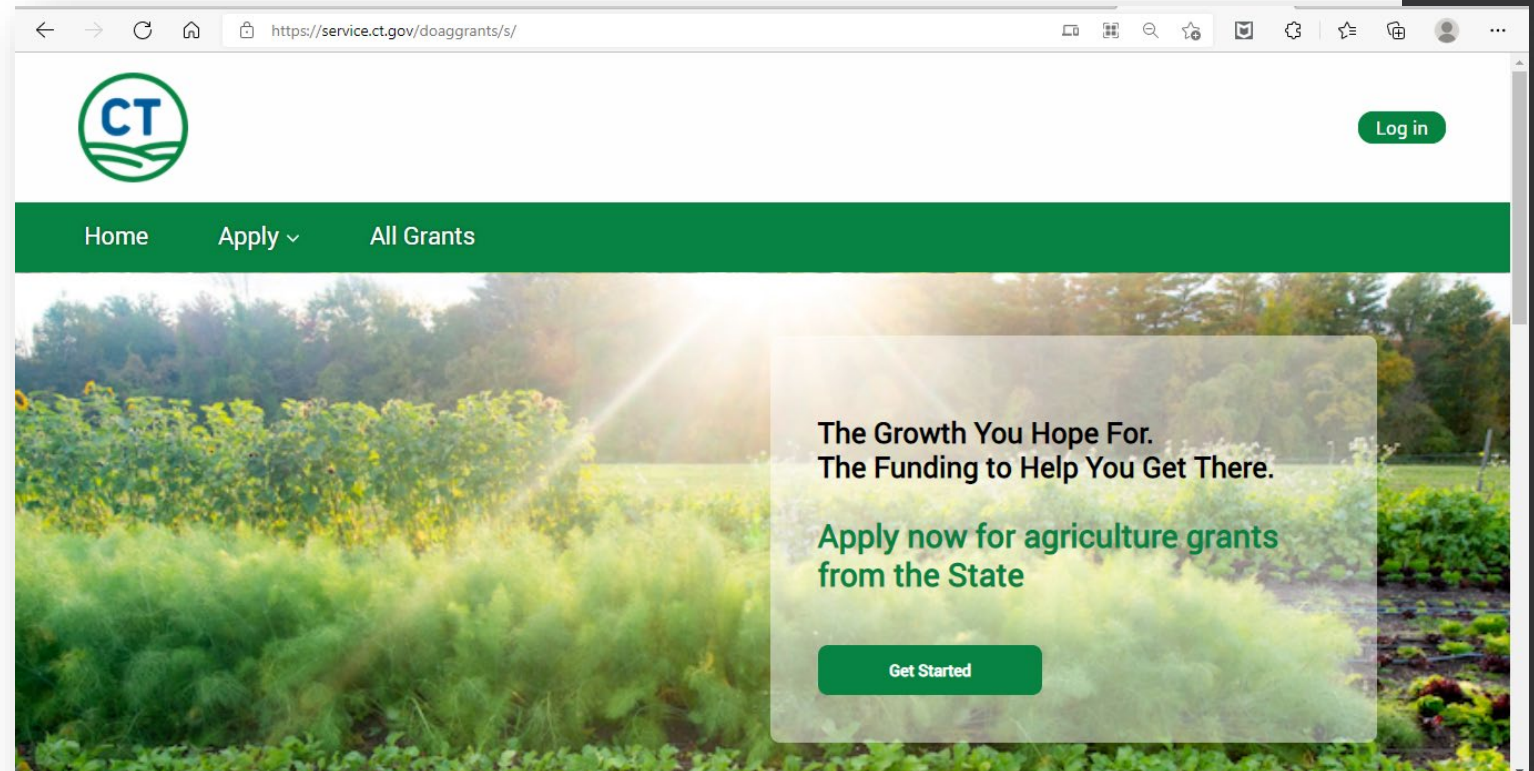 https://service.ct.gov/doaggrants/s/
CT
Log in
Home Apply All Grants
The Growth You Hope For.
The Funding to Help You Get There.
Apply now for agriculture grants
from the State
Get Started